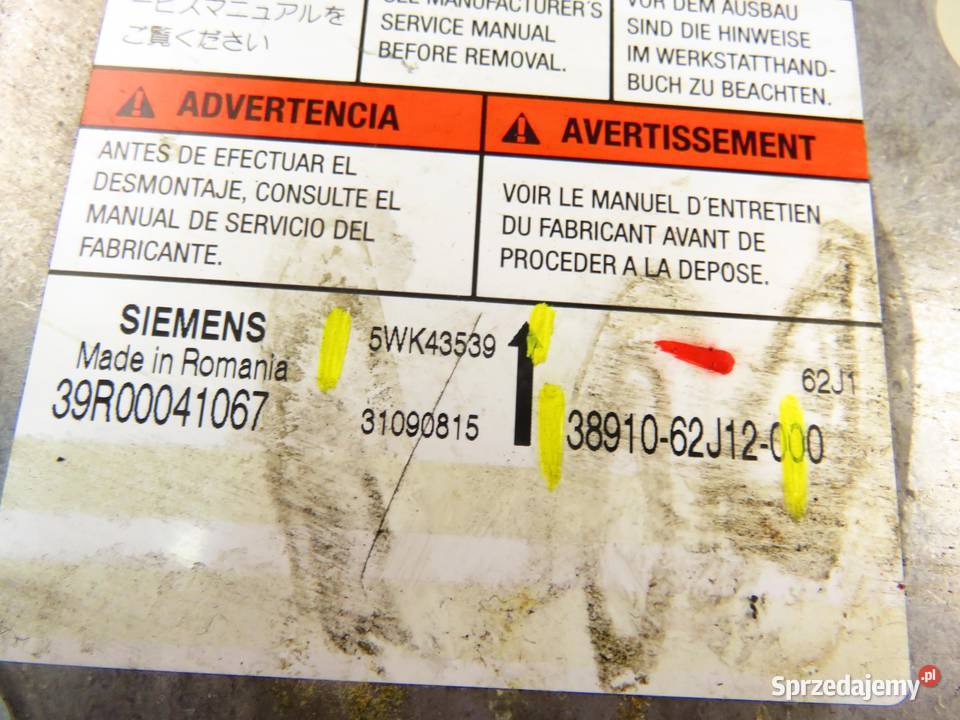 ービスマニュアルを
ご覧ください
SEE MANUFACTURER'S
SERVICE MANUAL
BEFORE REMOVAL.
VOR DEM AUSBAU
SIND DIE HINWEISE
IM WERKSTATTHAND-
BUCH ZU BEACHTEN.
ADVERTENCIA
ANTES DE EFECTUAR EL
DESMONTAJE, CONSULTE EL
MANUAL DE SERVICIO DEL
FABRICANTE.
AVERTISSEMENT
VOIR LE MANUEL D´ENTRETIEN
DU FABRICANT AVANT DE
PROCEDER A LA DEPOSE.
SIEMENS
Made in Romania
39R00041067
5WK43539
31090815
62J1
38910-62J12-000
Sprzedajemy.pl